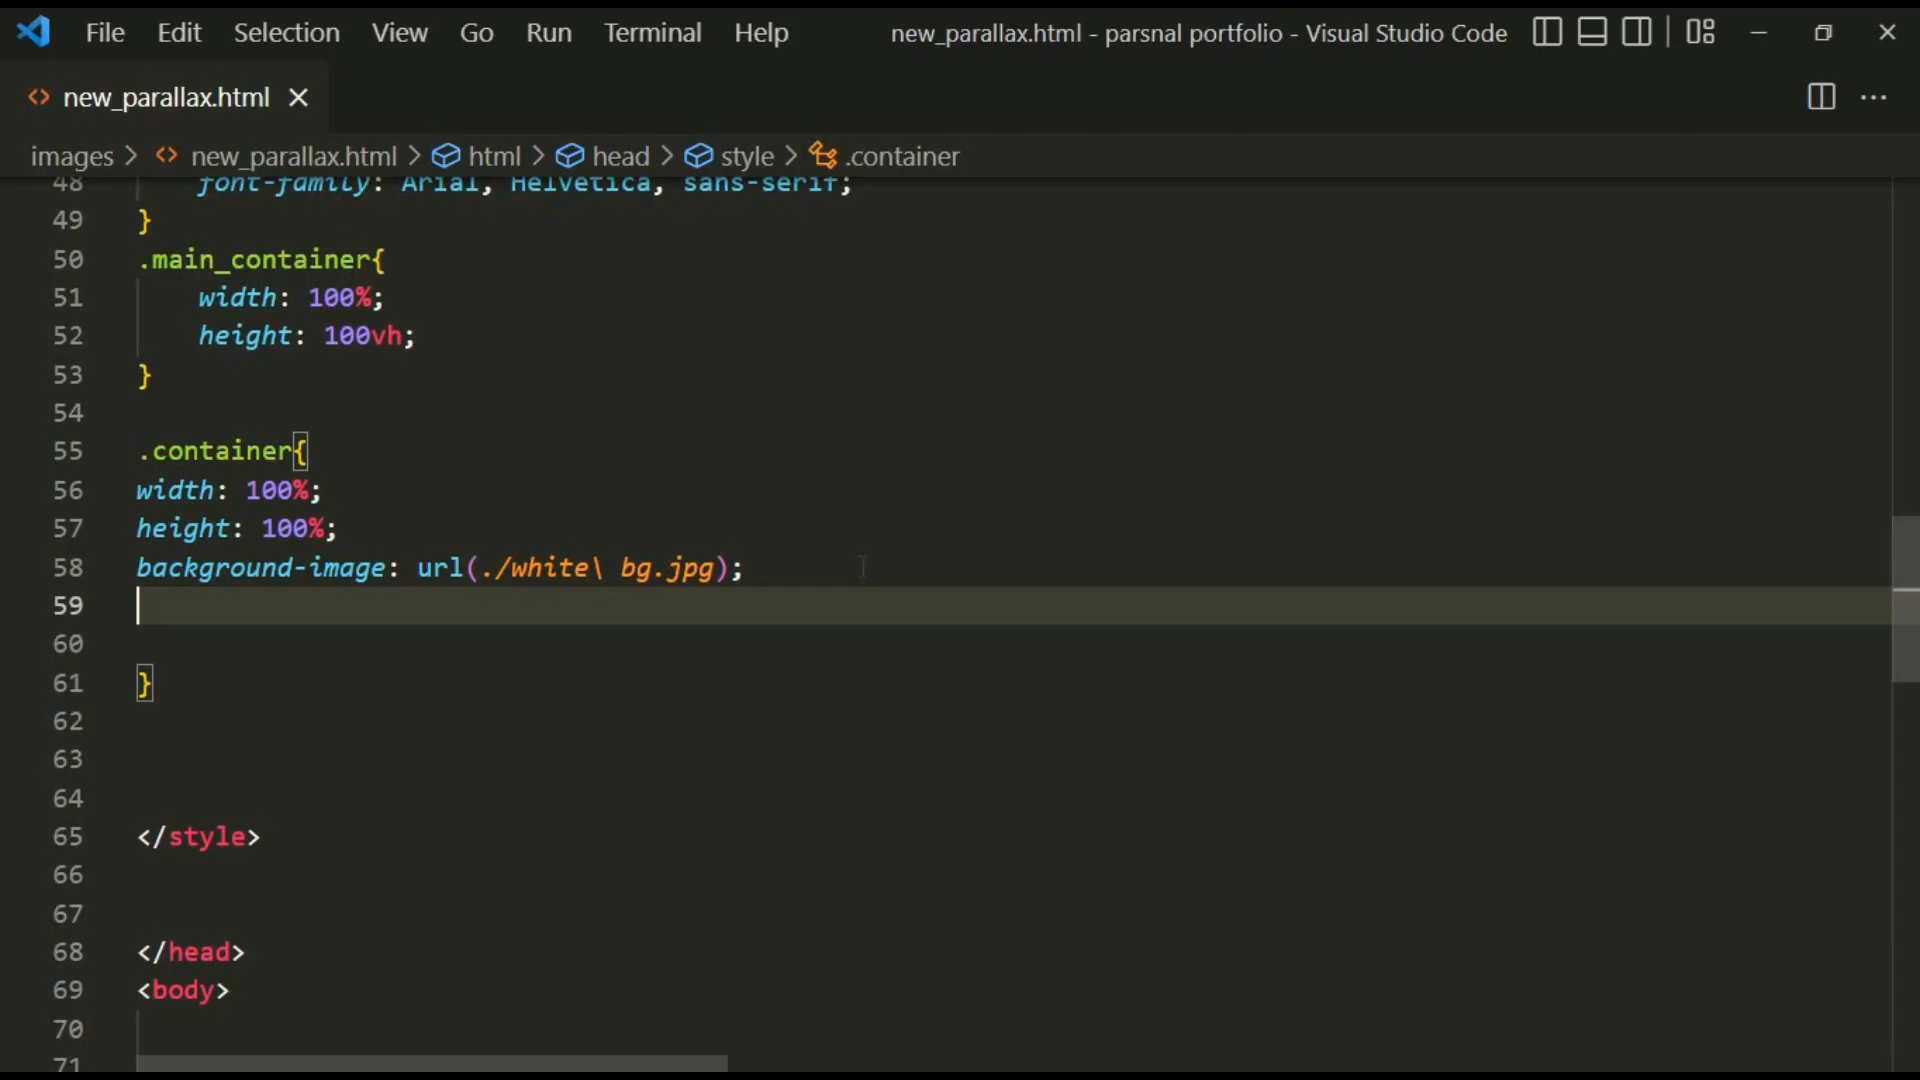 File Edit Selection View Go Run Terminal Help new_parallax.html - parsnal portfolio - Visual Studio Code
new_parallax.html
images > new_parallax.html > html > head > style > .container
48 font-family: Arial, Helvetica, sans-serif;
49 }
50 .main_container{
51 width: 100%;
52 height: 100vh;
53 }
54
55 .container{
56 width: 100%;
57 height: 100%;
58 background-image: url(./white\ bg.jpg);
59
60
61 }
62
63
64
65 </style>
66
67
68 </head>
69 <body>
70
71